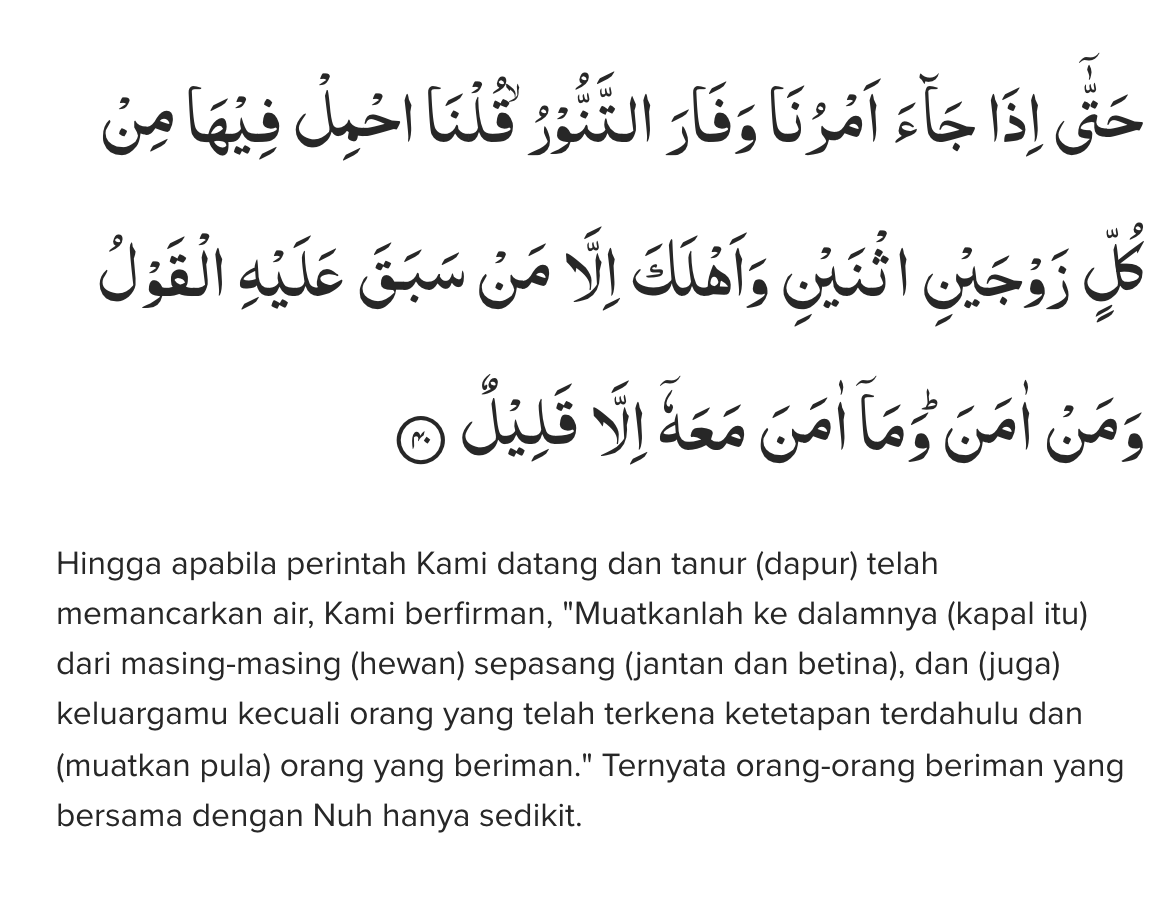 حَتّٰٓى اِذَا جَاۤءَ اَمْرُنَا وَفَارَ التَّنُّوْرُۙ قُلْنَا احْمِلْ فِيْهَا مِنْ
كُلٍّ زَوْجَيْنِ اثْنَيْنِ وَاَهْلَكَ اِلَّا مَنْ سَبَقَ عَلَيْهِ الْقَوْلُ
وَمَنْ اٰمَنَ ۗوَمَآ اٰمَنَ مَعَهٗٓ اِلَّا قَلِيْلٌ ٤٠
Hingga apabila perintah Kami datang dan tanur (dapur) telah
memancarkan air, Kami berfirman, "Muatkanlah ke dalamnya (kapal itu)
dari masing-masing (hewan) sepasang (jantan dan betina), dan (juga)
keluargamu kecuali orang yang telah terkena ketetapan terdahulu dan
(muatkan pula) orang yang beriman." Ternyata orang-orang beriman yang
bersama dengan Nuh hanya sedikit.